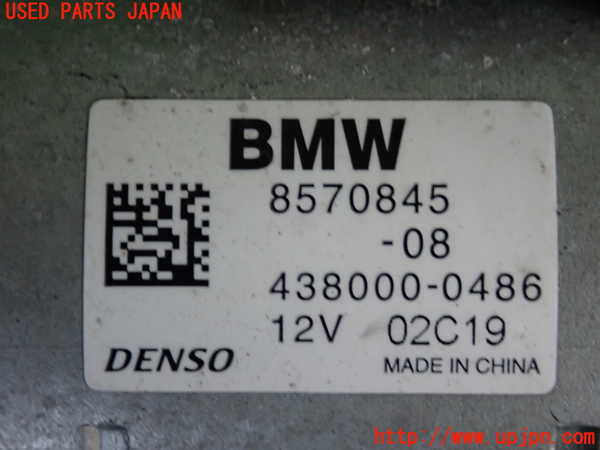 USED PARTS JAPAN
BMW
8570845
-08
438000-0486
12V 02C19
DENSO MADE IN CHINA
http://www.upjpn.com